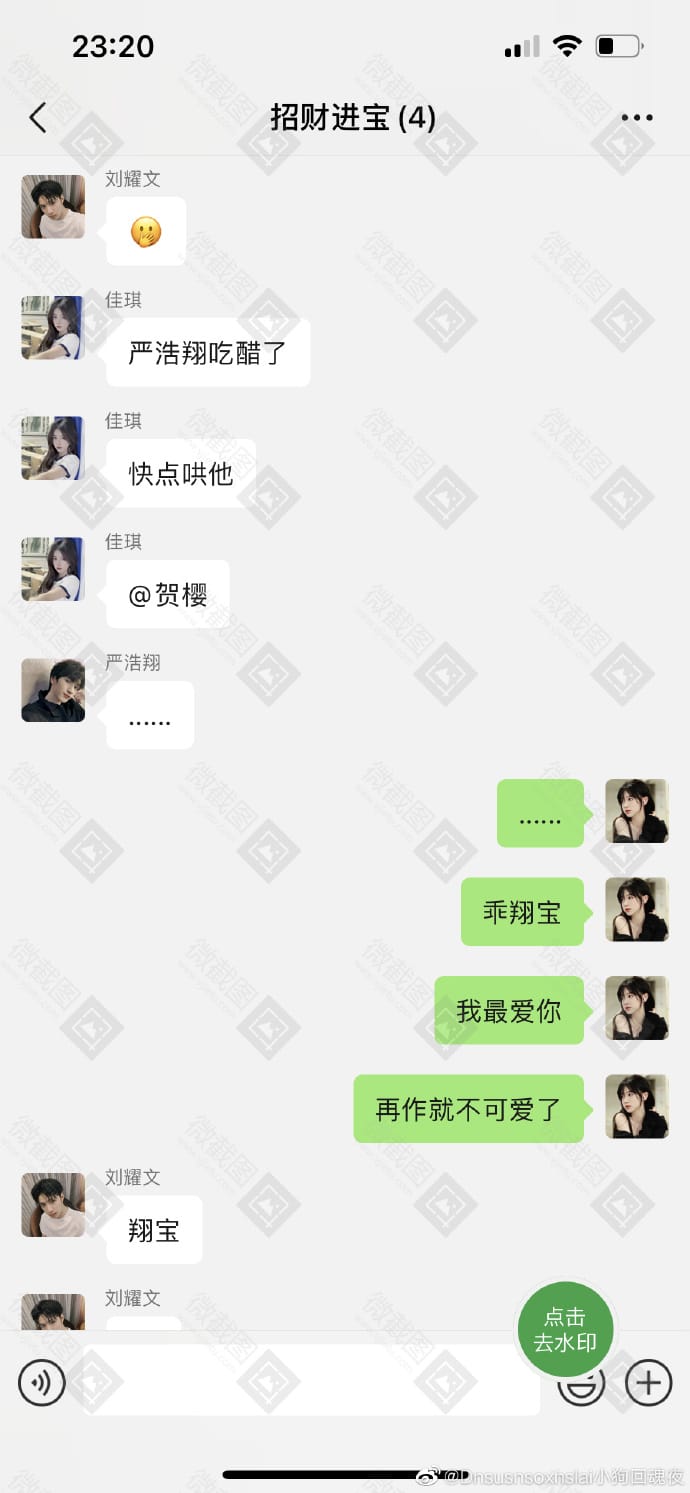 23:20
招财进宝 (4)
刘耀文
佳琪
严浩翔吃醋了
佳琪
快点哄他
佳琪
@贺樱
严浩翔
......
......
乖翔宝
我最爱你
再作就不可爱了
刘耀文
翔宝
刘耀文
点击
去水印
微截图
@Dnsusnsoxhslai小狗回魂夜